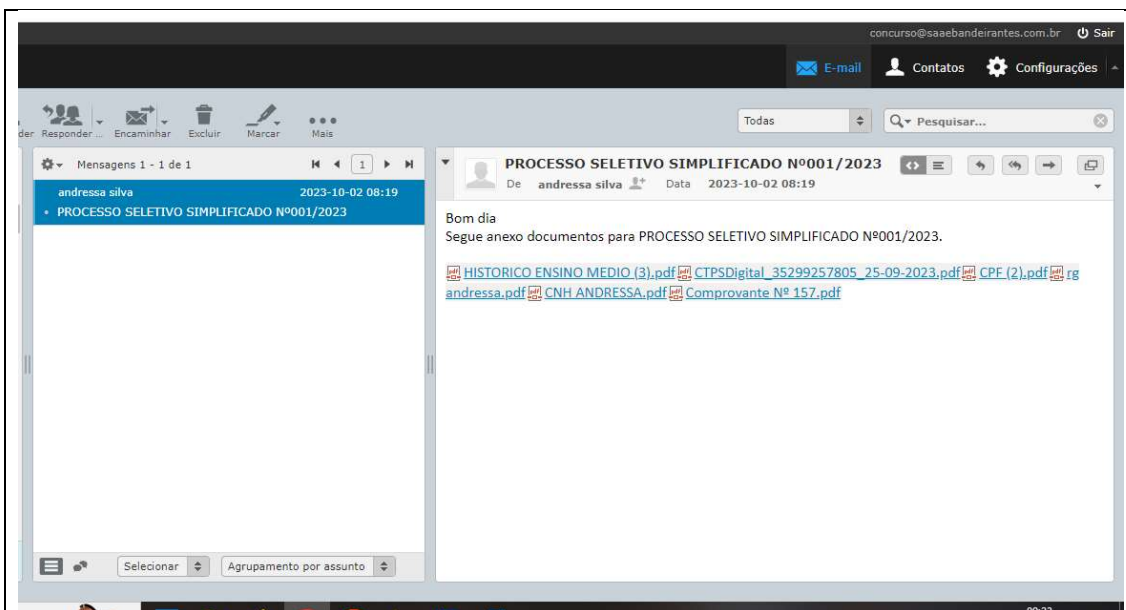 concurso@saaebandeirantes.com.br Sair
E-mail Contatos Configurações
der Responder ... Encaminhar Excluir Marcar Mais
Todas Pesquisar...
Mensagens 1 - 1 de 1 1
andressa silva 2023-10-02 08:19
PROCESSO SELETIVO SIMPLIFICADO Nº001/2023
PROCESSO SELETIVO SIMPLIFICADO Nº001/2023
De andressa silva Data 2023-10-02 08:19
Bom dia
Segue anexo documentos para PROCESSO SELETIVO SIMPLIFICADO Nº001/2023.
HISTORICO ENSINO MEDIO (3).pdf CTPSDigital_35299257805_25-09-2023.pdf CPF (2).pdf rg
andressa.pdf CNH ANDRESSA.pdf Comprovante Nº 157.pdf
Selecionar Agrupamento por assunto